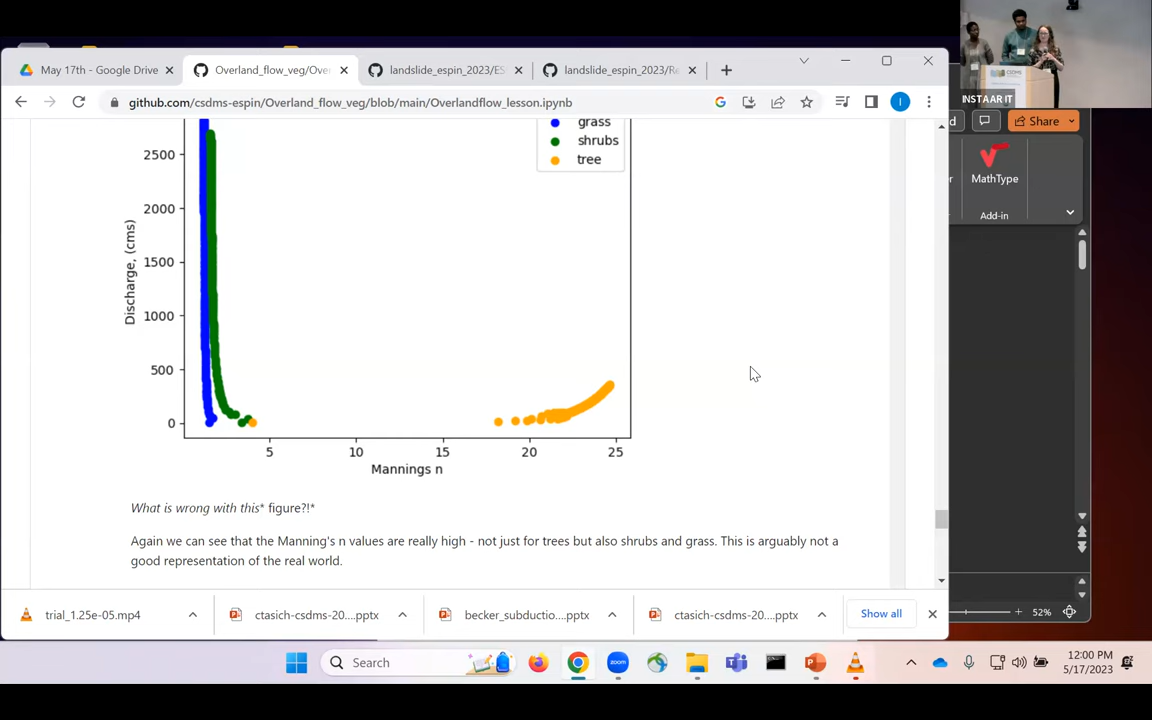 May 17th - Google Drive
Overland_flow_veg/Over
landslide_espin_2023/ES
landslide_espin_2023/Re
github.com/csdms-espin/Overland_flow_veg/blob/main/Overlandflow_lesson.ipynb
I
INSTAAR IT
d
Share
MathType
Add-in
grass
shrubs
tree
2500
2000
1500
1000
500
0
Discharge, (cms)
5 10 15 20 25
Mannings n
What is wrong with this* figure?!*
Again we can see that the Manning's n values are really high - not just for trees but also shrubs and grass. This is arguably not a
good representation of the real world.
trial_1.25e-05.mp4
ctasich-csdms-20....pptx
becker_subductio....pptx
ctasich-csdms-20....pptx
Show all
52%
Search
12:00 PM
5/17/2023